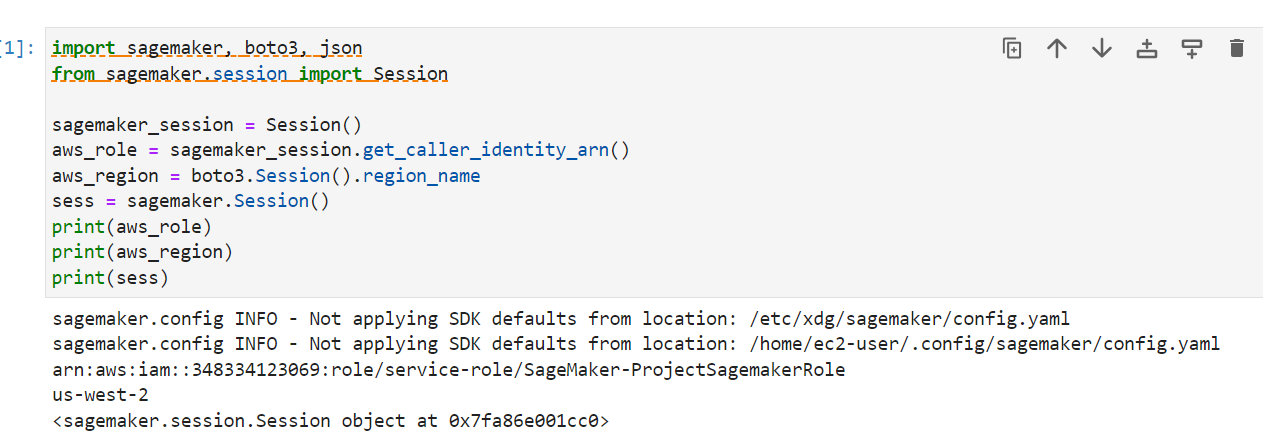 [1]:
import sagemaker, boto3, json
from sagemaker.session import Session
sagemaker_session = Session()
aws_role = sagemaker_session.get_caller_identity_arn()
aws_region = boto3.Session().region_name
sess = sagemaker.Session()
print(aws_role)
print(aws_region)
print(sess)
sagemaker.config INFO - Not applying SDK defaults from location: /etc/xdg/sagemaker/config.yaml
sagemaker.config INFO - Not applying SDK defaults from location: /home/ec2-user/.config/sagemaker/config.yaml
arn:aws:iam::348334123069:role/service-role/SageMaker-ProjectSagemakerRole
us-west-2
<sagemaker.session.Session object at 0x7fa86e001cc0>